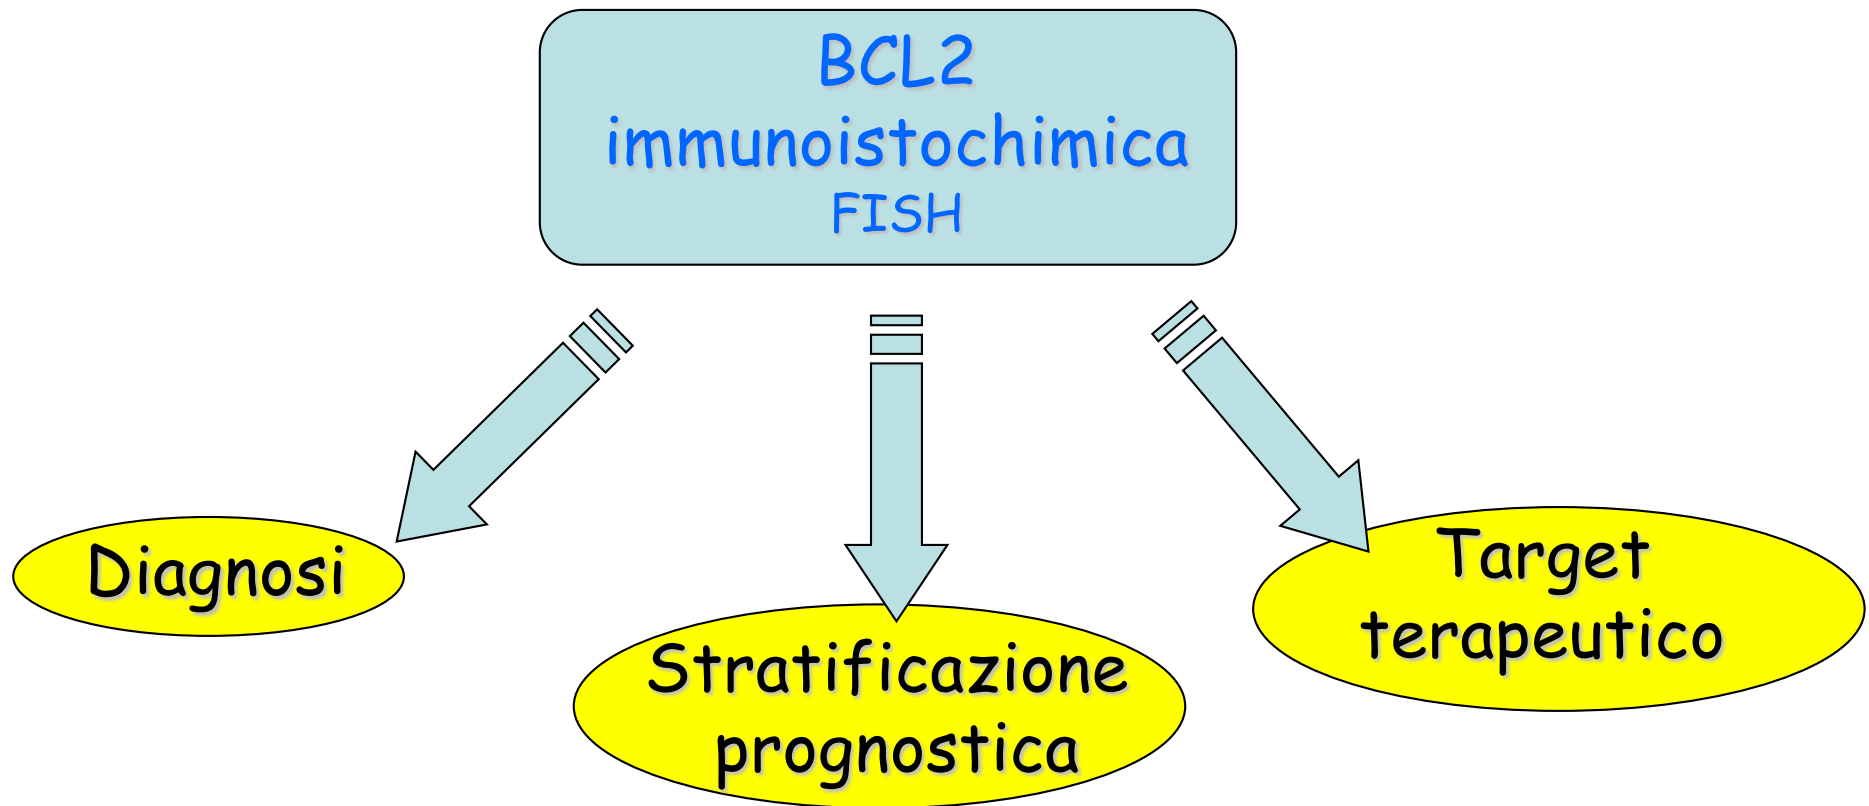 BCL2
immunoistochimica
FISH
Diagnosi
Stratificazione
prognostica
Target
terapeutico